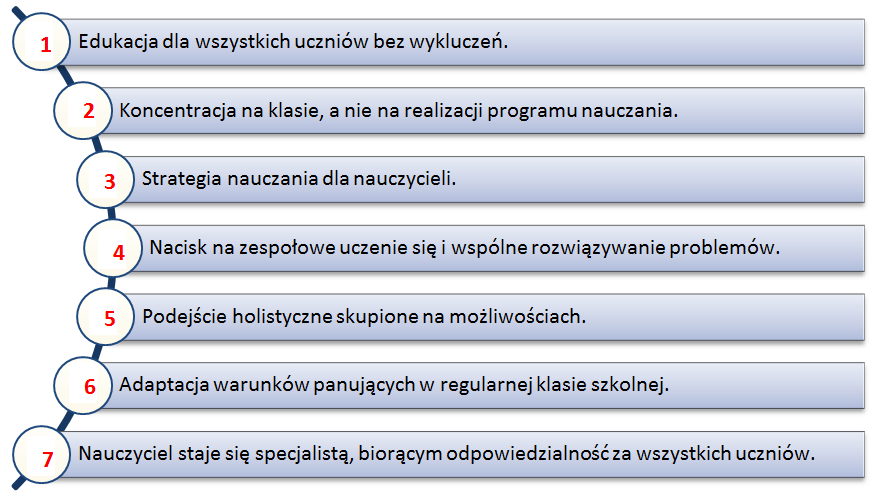 1 Edukacja dla wszystkich uczniów bez wykluczeń.
2 Koncentracja na klasie, a nie na realizacji programu nauczania.
3 Strategia nauczania dla nauczycieli.
4 Nacisk na zespołowe uczenie się i wspólne rozwiązywanie problemów.
5 Podejście holistyczne skupione na możliwościach.
6 Adaptacja warunków panujących w regularnej klasie szkolnej.
7 Nauczyciel staje się specjalistą, biorącym odpowiedzialność za wszystkich uczniów.